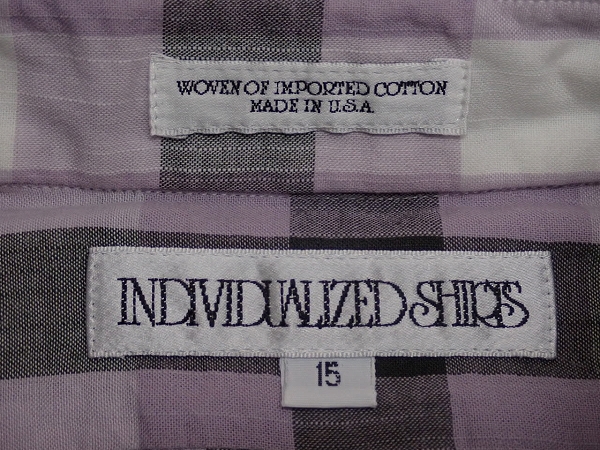 WOVEN OF IMPORTED COTTON
MADE IN U.S.A.
INDIVIDUALIZED SHIRTS
15